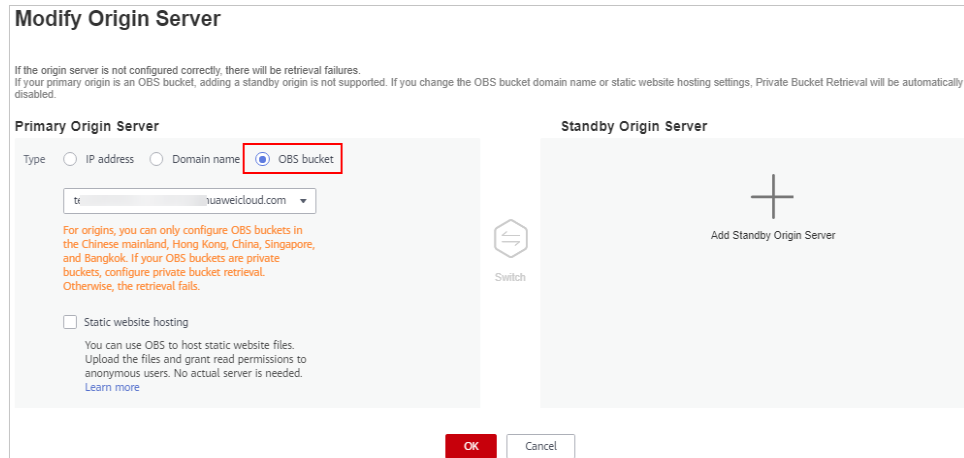 Modify Origin Server
If the origin server is not configured correctly, there will be retrieval failures.
If your primary origin is an OBS bucket, adding a standby origin is not supported. If you change the OBS bucket domain name or static website hosting settings, Private Bucket Retrieval will be automatically
disabled.
Primary Origin Server
Standby Origin Server
Type IP address Domain name OBS bucket
huaweicloud.com
For origins, you can only configure OBS buckets in
the Chinese mainland, Hong Kong, China, Singapore,
and Bangkok. If your OBS buckets are private
buckets, configure private bucket retrieval.
Otherwise, the retrieval fails.
Static website hosting
You can use OBS to host static website files.
Upload the files and grant read permissions to
anonymous users. No actual server is needed.
Learn more
Switch
Add Standby Origin Server
OK Cancel